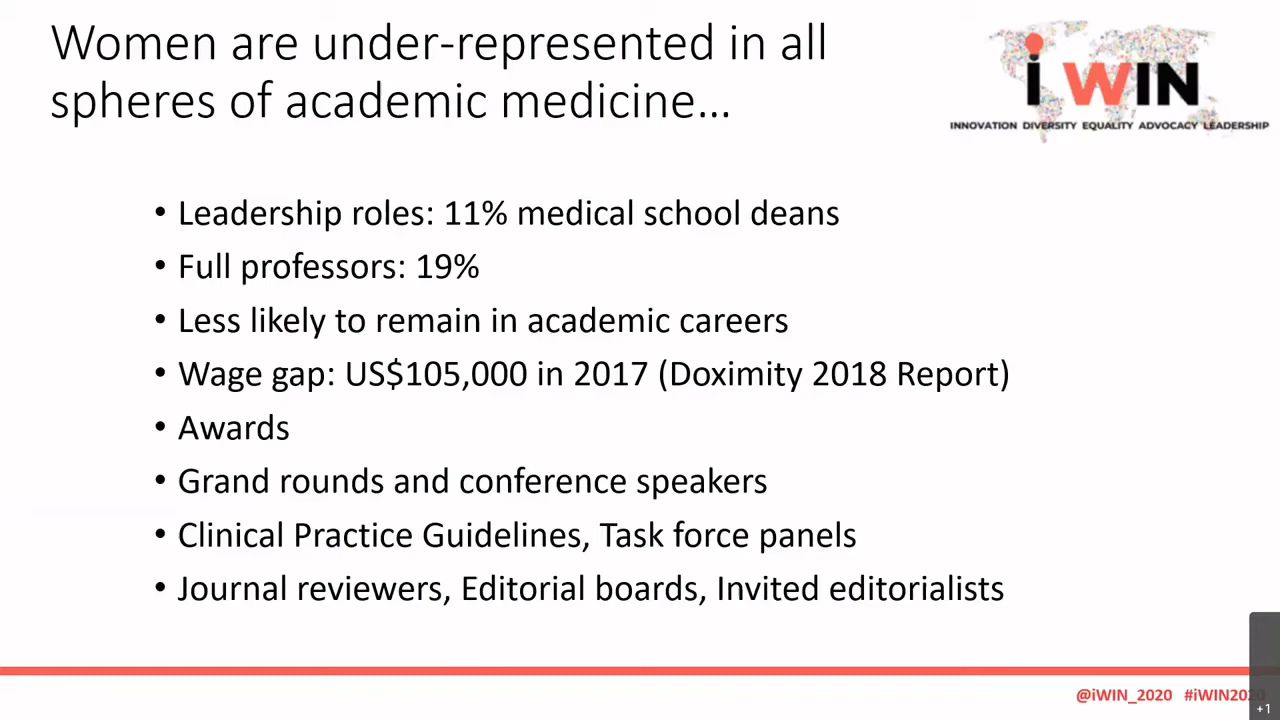 Women are under-represented in all
spheres of academic medicine...
i WIN
INNOVATION DIVERSITY EQUALITY ADVOCACY LEADERSHIP
• Leadership roles: 11% medical school deans
• Full professors: 19%
• Less likely to remain in academic careers
• Wage gap: US$105,000 in 2017 (Doximity 2018 Report)
• Awards
• Grand rounds and conference speakers
• Clinical Practice Guidelines, Task force panels
• Journal reviewers, Editorial boards, Invited editorialists
@iWIN_2020 #iWIN2020
+1